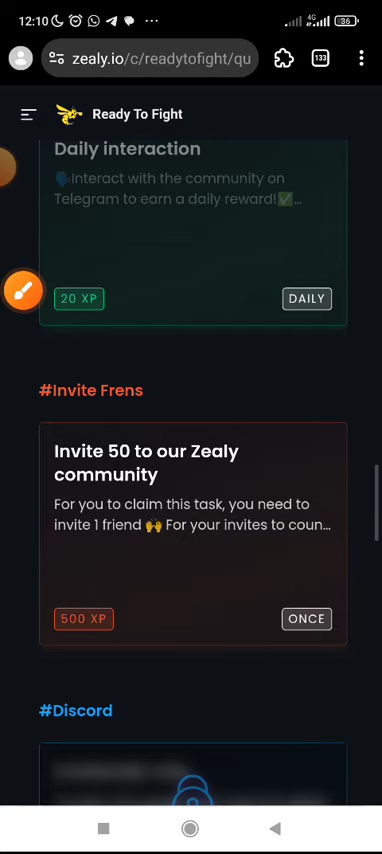 12:10
4G
36
zealy.io/c/readytofight/qu
133
Ready To Fight
Daily interaction
🗣Interact with the community on
Telegram to earn a daily reward!✅...
20 XP
DAILY
#Invite Frens
Invite 50 to our Zealy
community
For you to claim this task, you need to
invite 1 friend 🙌 For your invites to coun...
500 XP
ONCE
#Discord